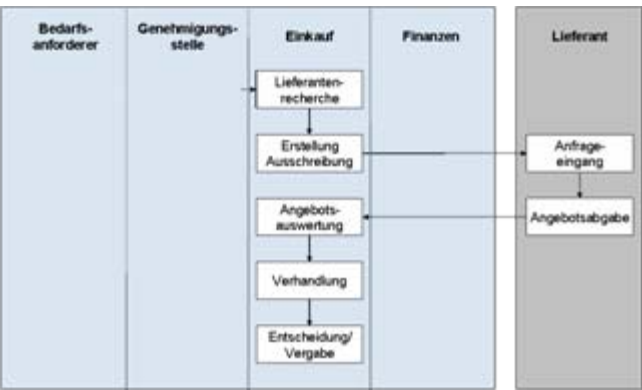 Bedarfs-
anforderer
Genehmigungs-
stelle
Einkauf
Finanzen
Lieferant
Lieferanten-
recherche
Erstellung
Ausschreibung
Anfrage-
eingang
Angebots-
auswertung
Angebotsabgabe
Verhandlung
Entscheidung/
Vergabe